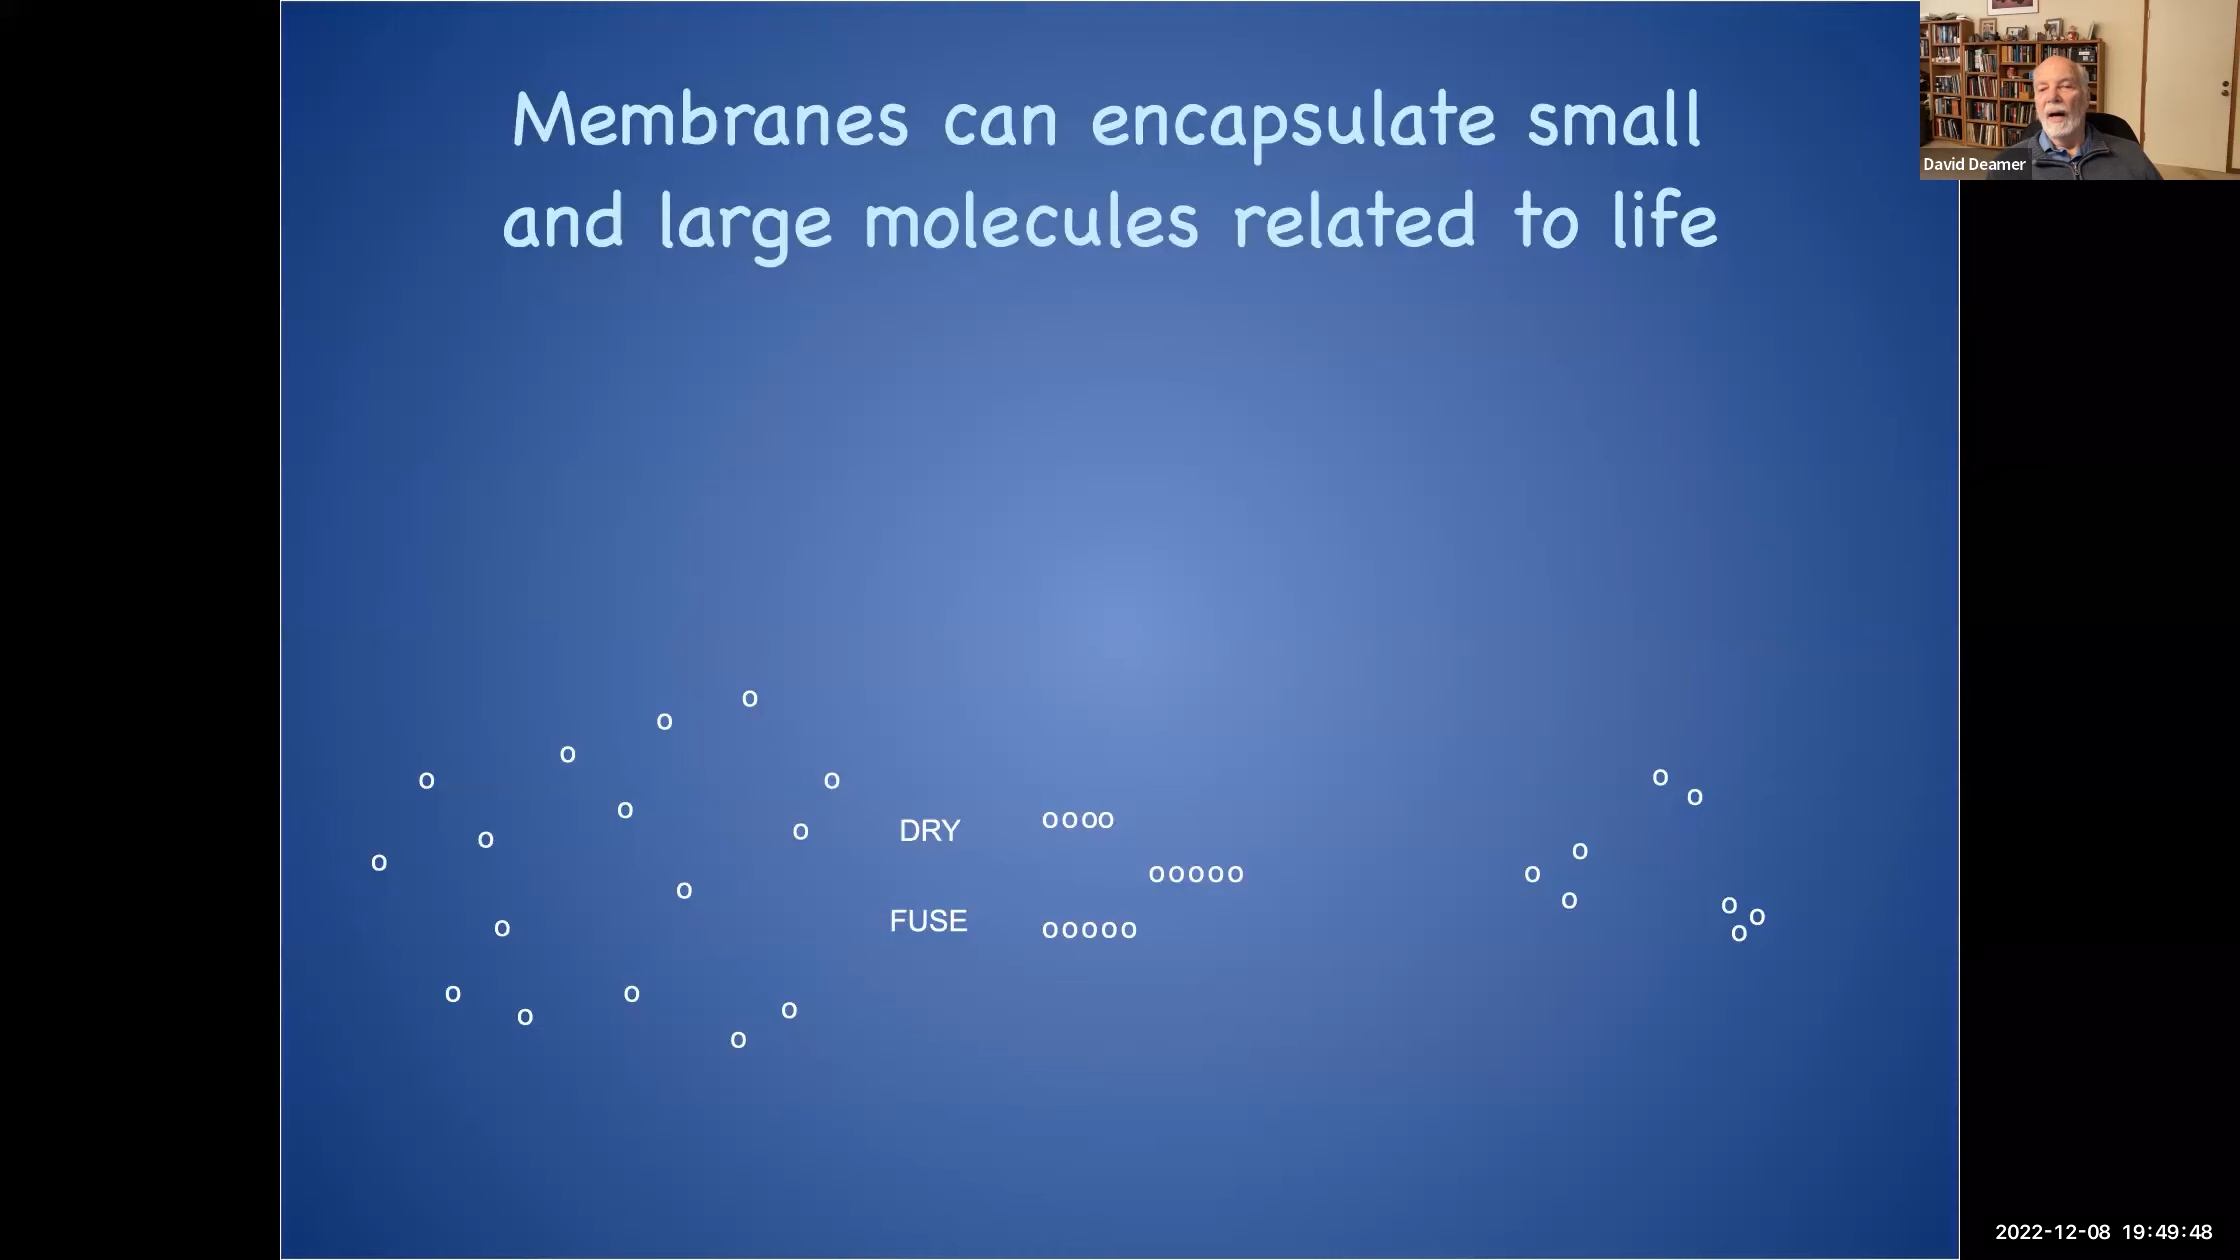 Membranes can encapsulate small
and large molecules related to life
David Deamer
o
o
o
o
o
o
o
o
o
DRY
oooo
o
o
o
o
ooooo
o
o
o
o
FUSE
ooooo
o
o
o
o
o
o
o
o
o
2022-12-08 19:49:48